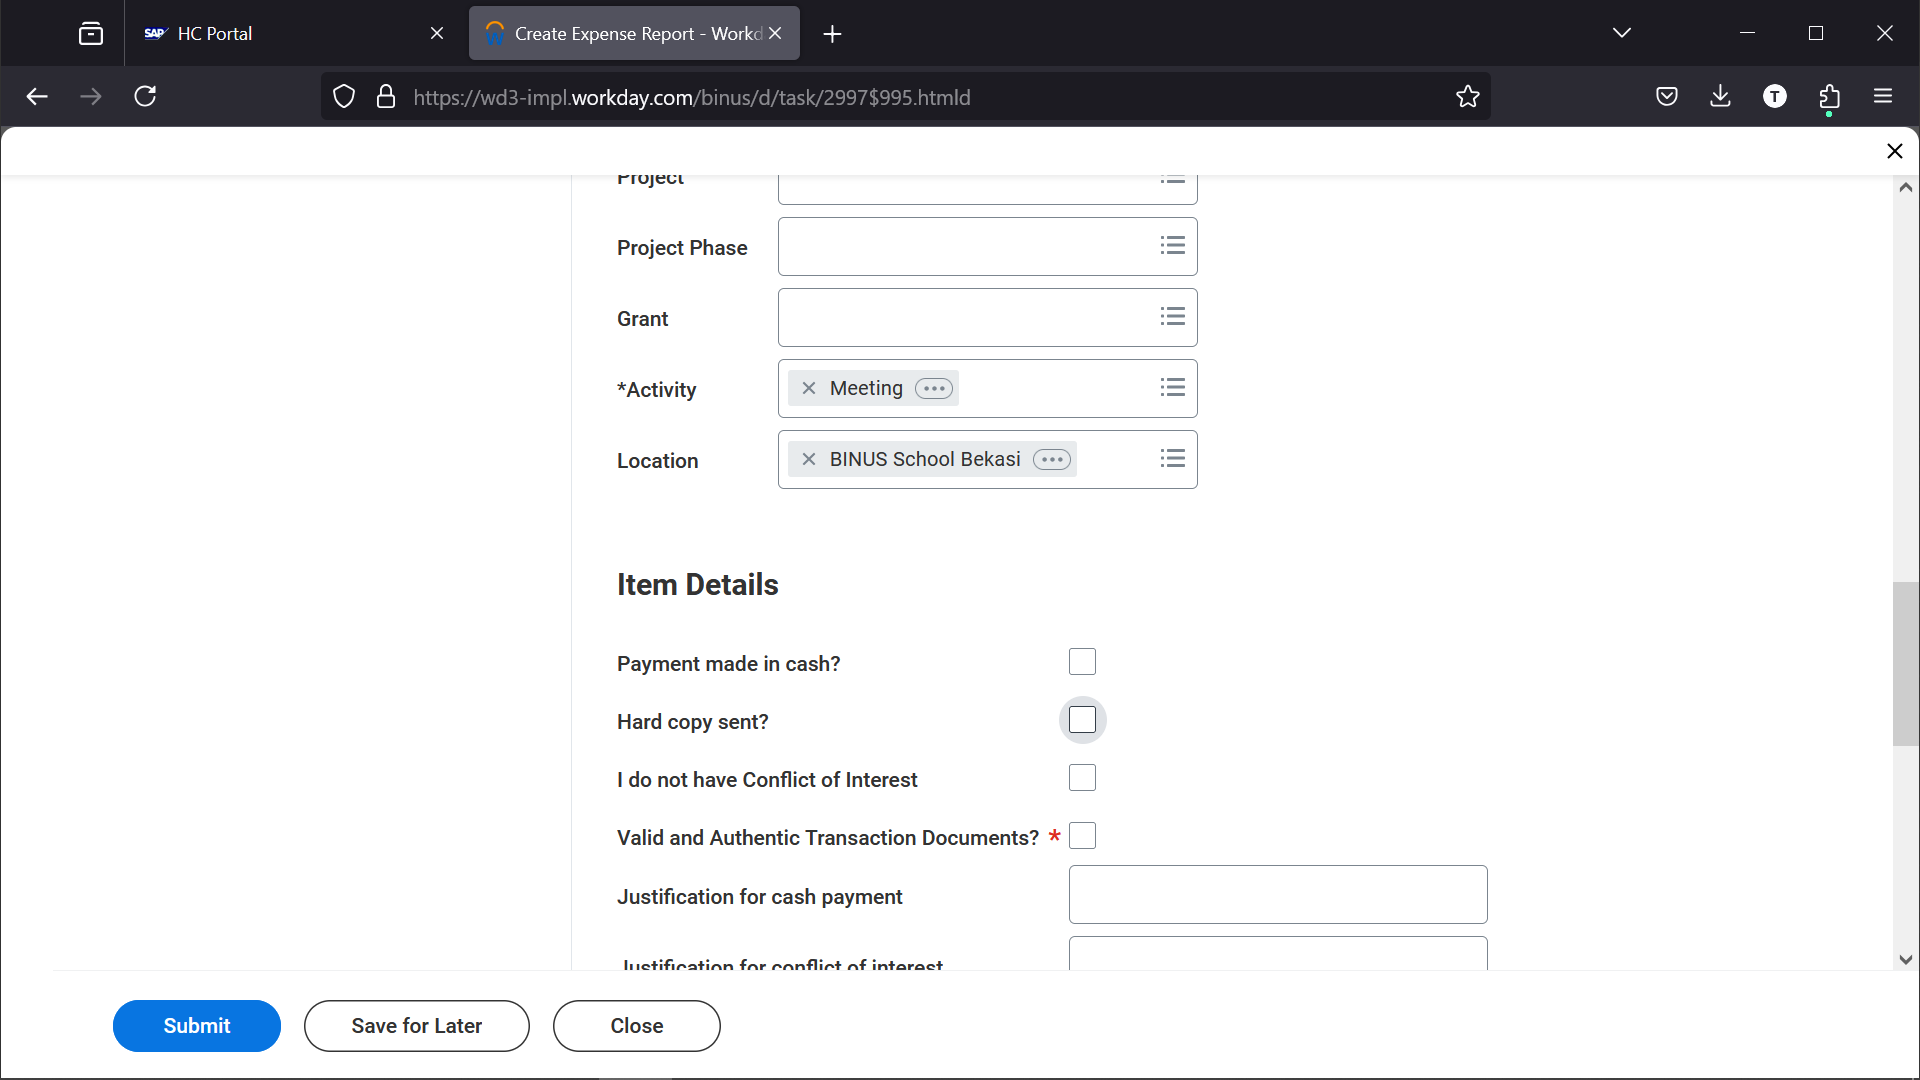 SAP HC Portal
Create Expense Report - Workd
https://wd3-impl.workday.com/binus/d/task/2997$995.htmld
T
Project
Project Phase
Grant
*Activity
Meeting
Location
BINUS School Bekasi
Item Details
Payment made in cash?
Hard copy sent?
I do not have Conflict of Interest
Valid and Authentic Transaction Documents? *
Justification for cash payment
Justification for conflict of interest
Submit
Save for Later
Close